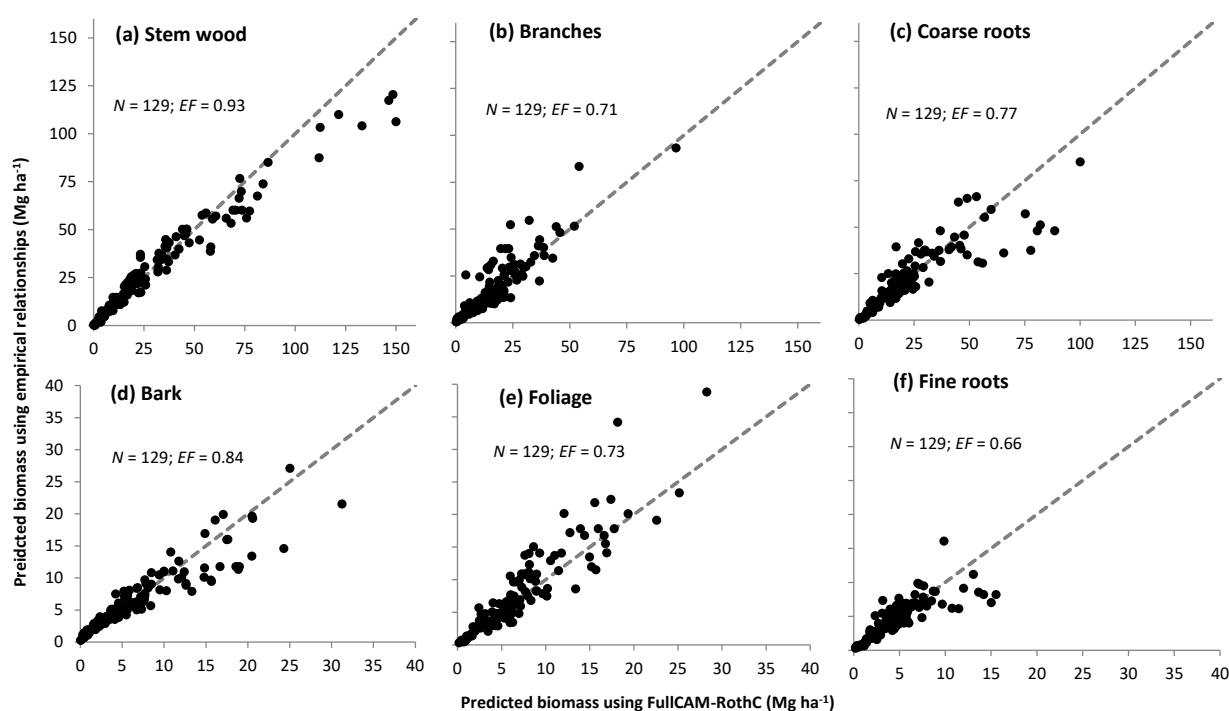 Preidcted biomass using empirical relationships (Mg ha-1)
(a) Stem wood
N = 129; EF = 0.93
150
125
100
75
50
25
0
0 25 50 75 100 125 150
(b) Branches
N = 129; EF = 0.71
0 25 50 75 100 125 150
(c) Coarse roots
N = 129; EF = 0.77
0 25 50 75 100 125 150
(d) Bark
N = 129; EF = 0.84
40
35
30
25
20
15
10
5
0
0 5 10 15 20 25 30 35 40
(e) Foliage
N = 129; EF = 0.73
0 5 10 15 20 25 30 35 40
(f) Fine roots
N = 129; EF = 0.66
0 5 10 15 20 25 30 35 40
Predicted biomass using FullCAM-RothC (Mg ha-1)